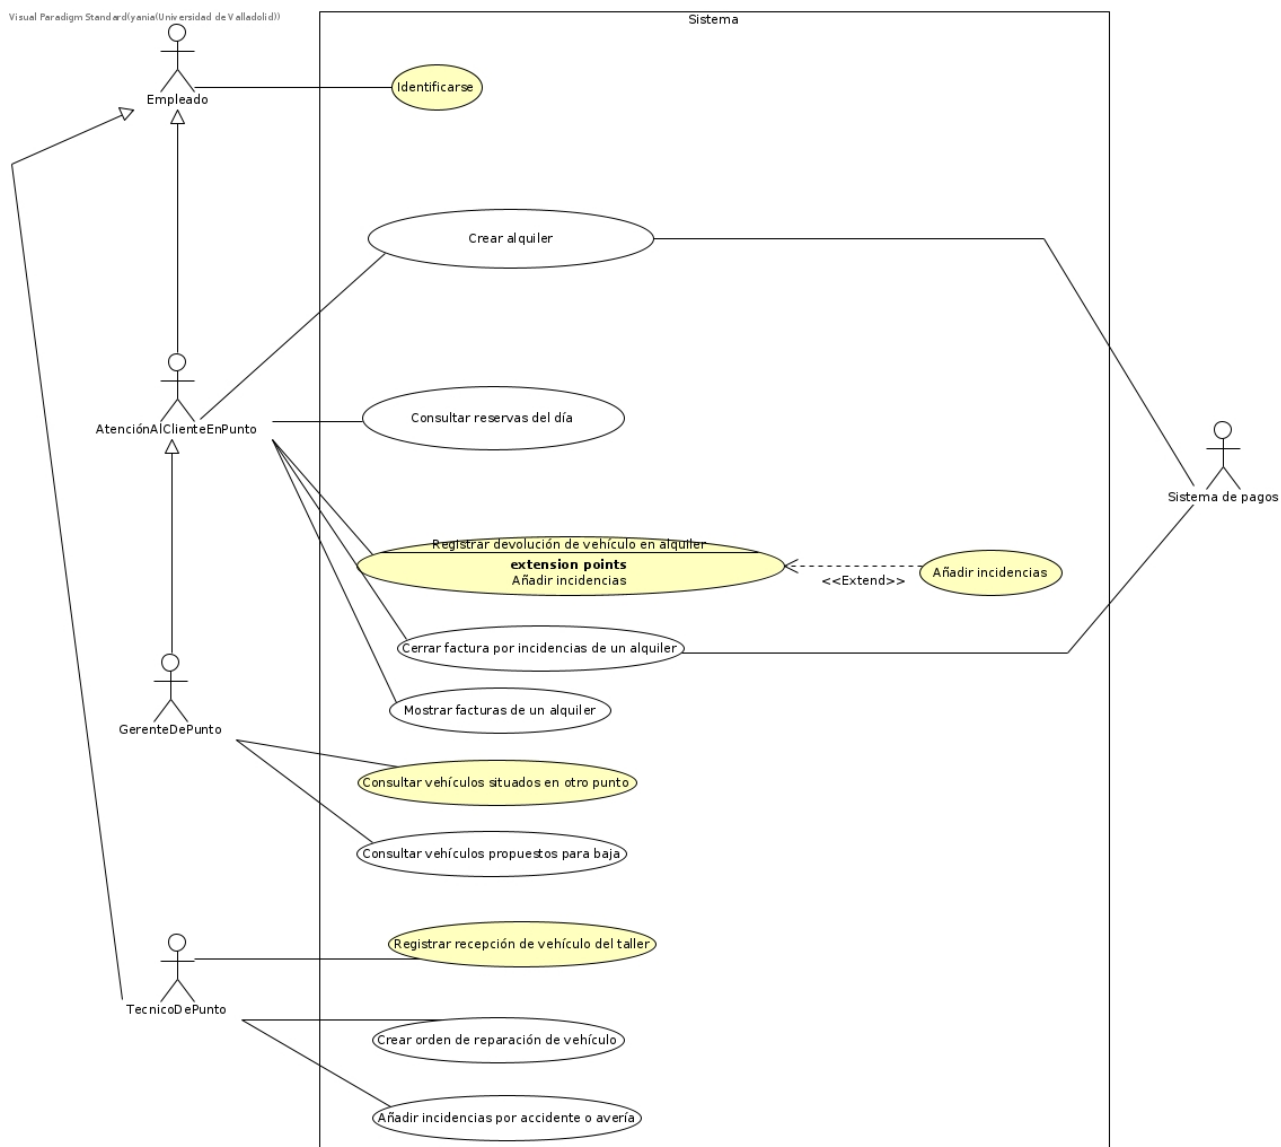 Visual Paradigm Standard(yania(Universidad de Valladolid))
Sistema
Identificarse
Empleado
Crear alquiler
Consultar reservas del día
AtenciónAlClienteEnPunto
Sistema de pagos
Registrar devolución de vehículo en alquiler
extension points
Añadir incidencias
<<Extend>>
Añadir incidencias
Cerrar factura por incidencias de un alquiler
Mostrar facturas de un alquiler
GerenteDePunto
Consultar vehículos situados en otro punto
Consultar vehículos propuestos para baja
Registrar recepción de vehículo del taller
TecnicoDePunto
Crear orden de reparación de vehículo
Añadir incidencias por accidente o avería